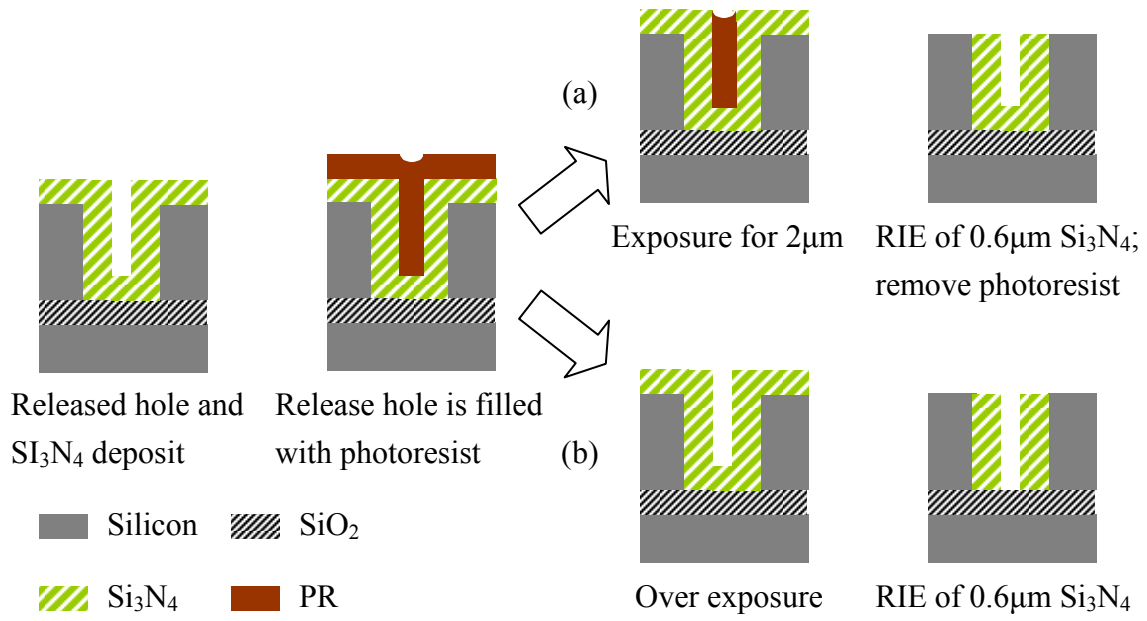 (a)
Exposure for 2μm
RIE of 0.6μm Si₃N₄;
remove photoresist
Released hole and
SI₃N₄ deposit
Release hole is filled
with photoresist
(b)
Over exposure
RIE of 0.6μm Si₃N₄
Silicon
SiO₂
Si₃N₄
PR